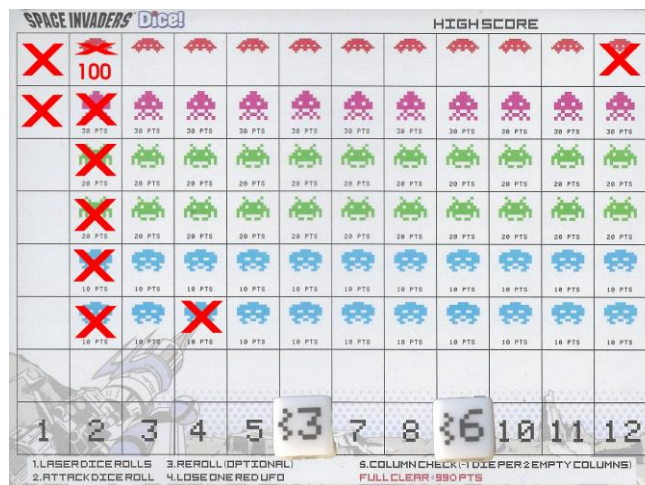 SPACE INVADERS Dice! HIGH SCORE
100
30 PTS 30 PTS 30 PTS 30 PTS 30 PTS 30 PTS 30 PTS 30 PTS 30 PTS 30 PTS 30 PTS
20 PTS 20 PTS 20 PTS 20 PTS 20 PTS 20 PTS 20 PTS 20 PTS 20 PTS 20 PTS 20 PTS
20 PTS 20 PTS 20 PTS 20 PTS 20 PTS 20 PTS 20 PTS 20 PTS 20 PTS 20 PTS 20 PTS
10 PTS 10 PTS 10 PTS 10 PTS 10 PTS 10 PTS 10 PTS 10 PTS 10 PTS 10 PTS 10 PTS
10 PTS 10 PTS 10 PTS 10 PTS 10 PTS 10 PTS 10 PTS 10 PTS 10 PTS 10 PTS 10 PTS
1 2 3 4 5 3 7 8 6 10 11 12
1.LASER DICE ROLLS 3.REROLL (OPTIONAL) 5.COLUMN CHECK (-1 DIE PER 2 EMPTY COLUMNS)
2.ATTACK DICE ROLL 4.LOSE ONE RED UFO FULL CLEAR=990 PTS